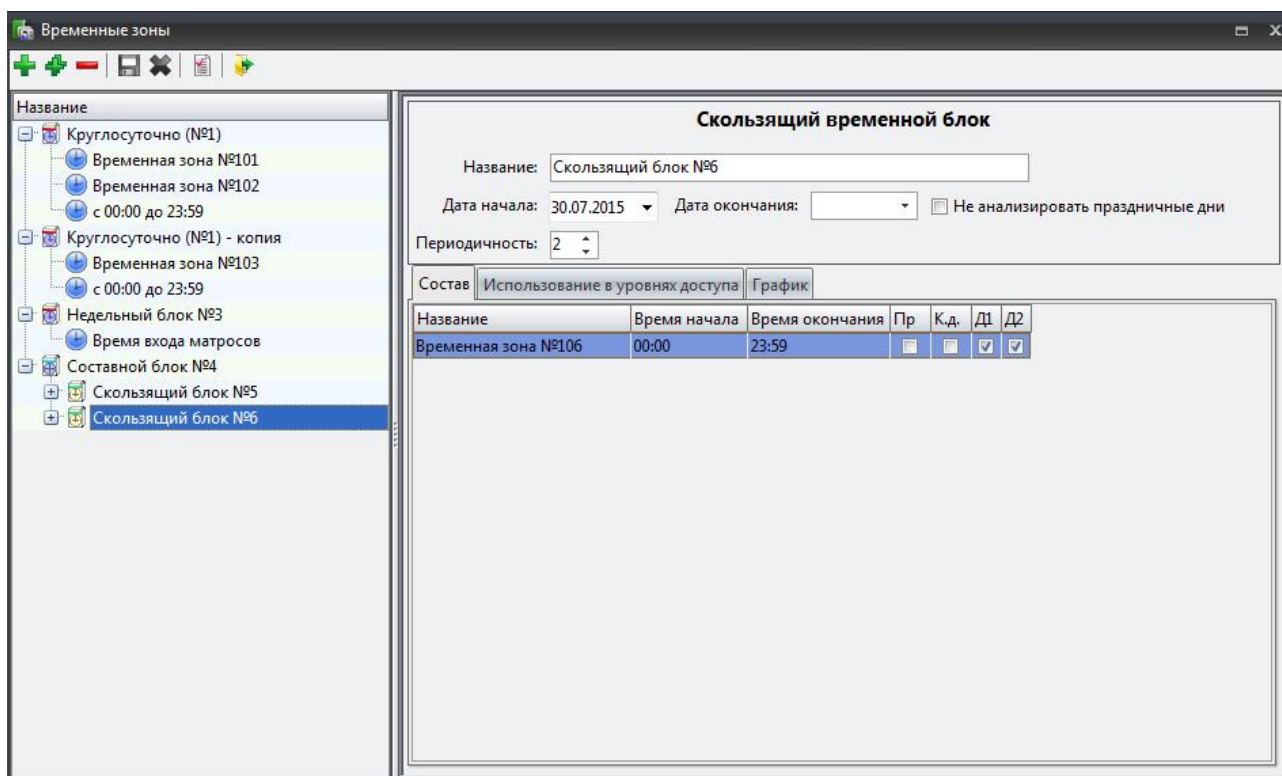 Временные зоны
Название
Круглосуточно (№1)
Временная зона №101
Временная зона №102
с 00:00 до 23:59
Круглосуточно (№1) - копия
Временная зона №103
с 00:00 до 23:59
Недельный блок №3
Время входа матросов
Составной блок №4
Скользящий блок №5
Скользящий блок №6
Скользящий временной блок
Название: Скользящий блок №6
Дата начала: 30.07.2015 Дата окончания: Не анализировать праздничные дни
Периодичность: 2
Состав Использование в уровнях доступа График
Название Время начала Время окончания Пр К.д. Д1 Д2
Временная зона №106 00:00 23:59